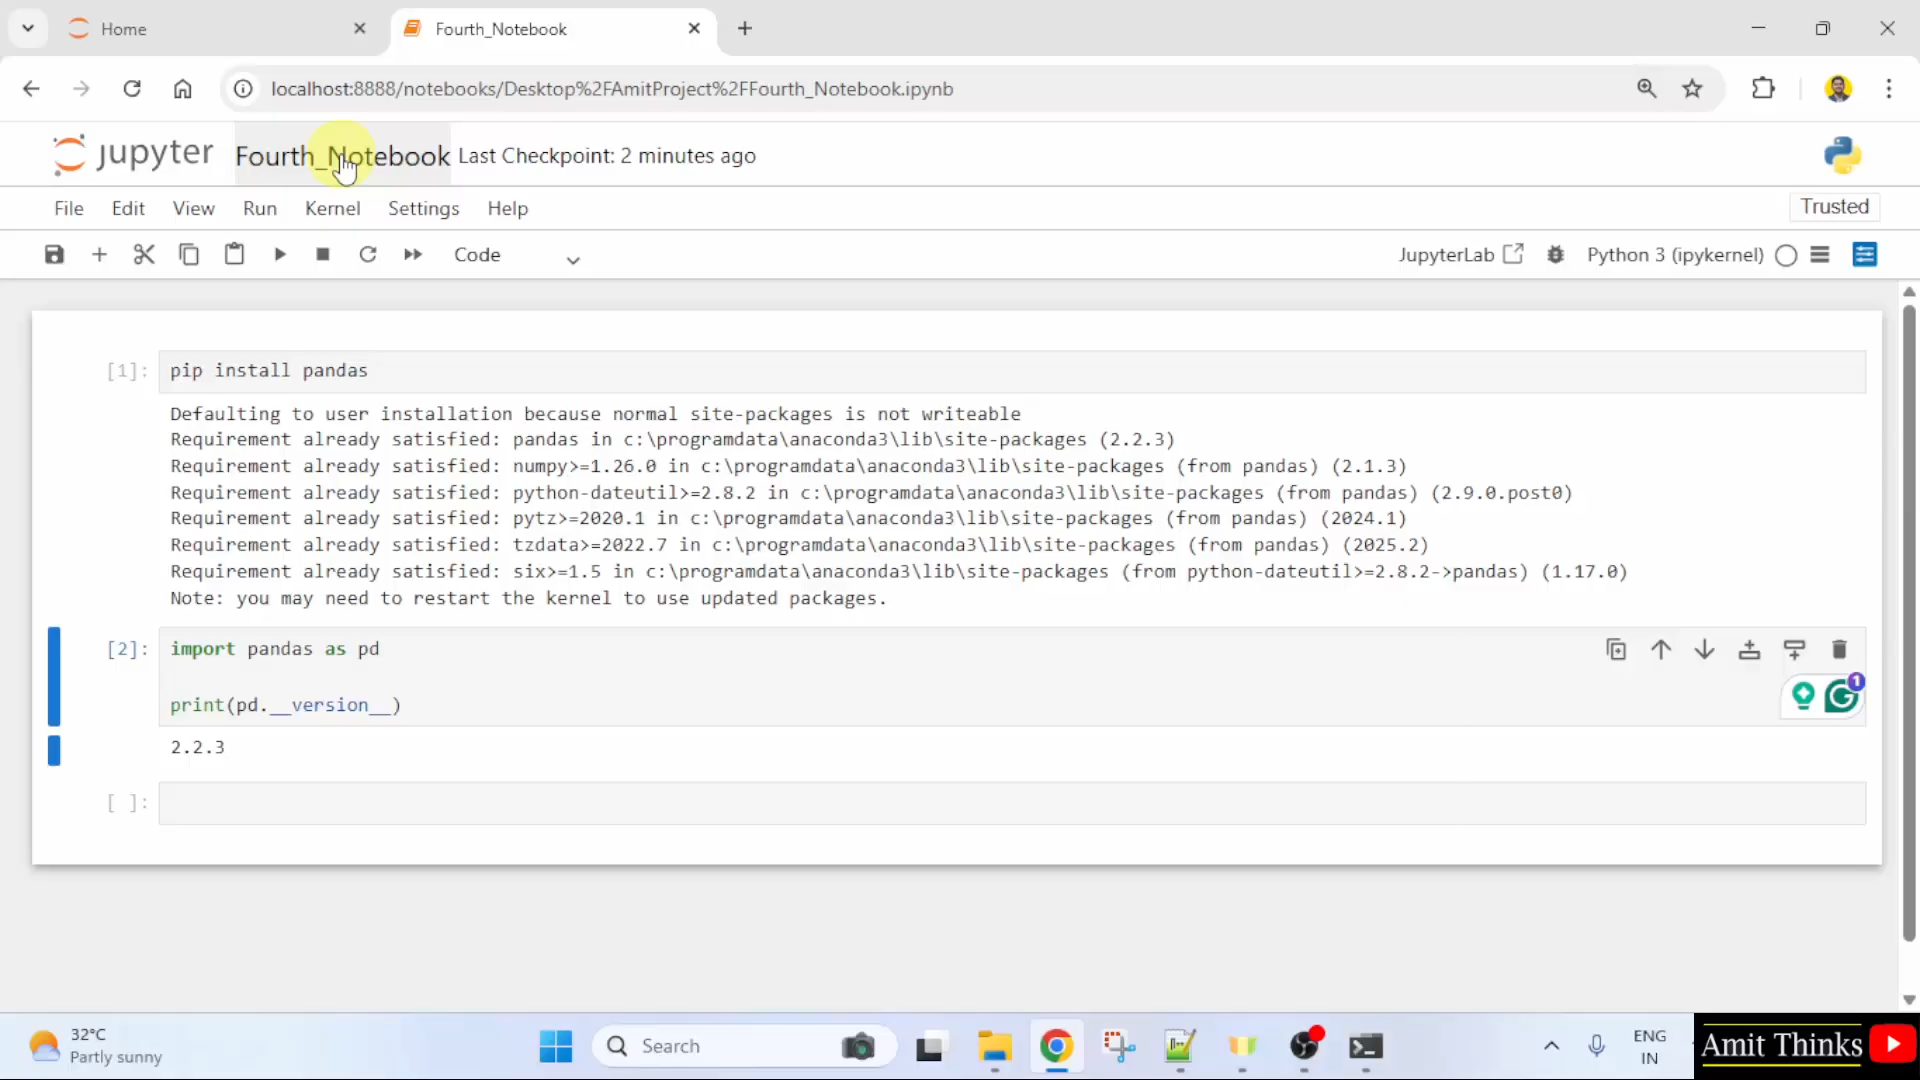 Home
Fourth_Notebook
localhost:8888/notebooks/Desktop%2FAmitProject%2FFourth_Notebook.ipynb
jupyter Fourth_Notebook Last Checkpoint: 2 minutes ago
File Edit View Run Kernel Settings Help
Trusted
Code
JupyterLab
Python 3 (ipykernel)
[1]: pip install pandas
Defaulting to user installation because normal site-packages is not writeable
Requirement already satisfied: pandas in c:\programdata\anaconda3\lib\site-packages (2.2.3)
Requirement already satisfied: numpy>=1.26.0 in c:\programdata\anaconda3\lib\site-packages (from pandas) (2.1.3)
Requirement already satisfied: python-dateutil>=2.8.2 in c:\programdata\anaconda3\lib\site-packages (from pandas) (2.9.0.post0)
Requirement already satisfied: pytz>=2020.1 in c:\programdata\anaconda3\lib\site-packages (from pandas) (2024.1)
Requirement already satisfied: tzdata>=2022.7 in c:\programdata\anaconda3\lib\site-packages (from pandas) (2025.2)
Requirement already satisfied: six>=1.5 in c:\programdata\anaconda3\lib\site-packages (from python-dateutil>=2.8.2->pandas) (1.17.0)
Note: you may need to restart the kernel to use updated packages.
[2]: import pandas as pd
1
print(pd.__version__)
2.2.3
[ ]:
32°C
Partly sunny
Search
ENG
IN
Amit Thinks